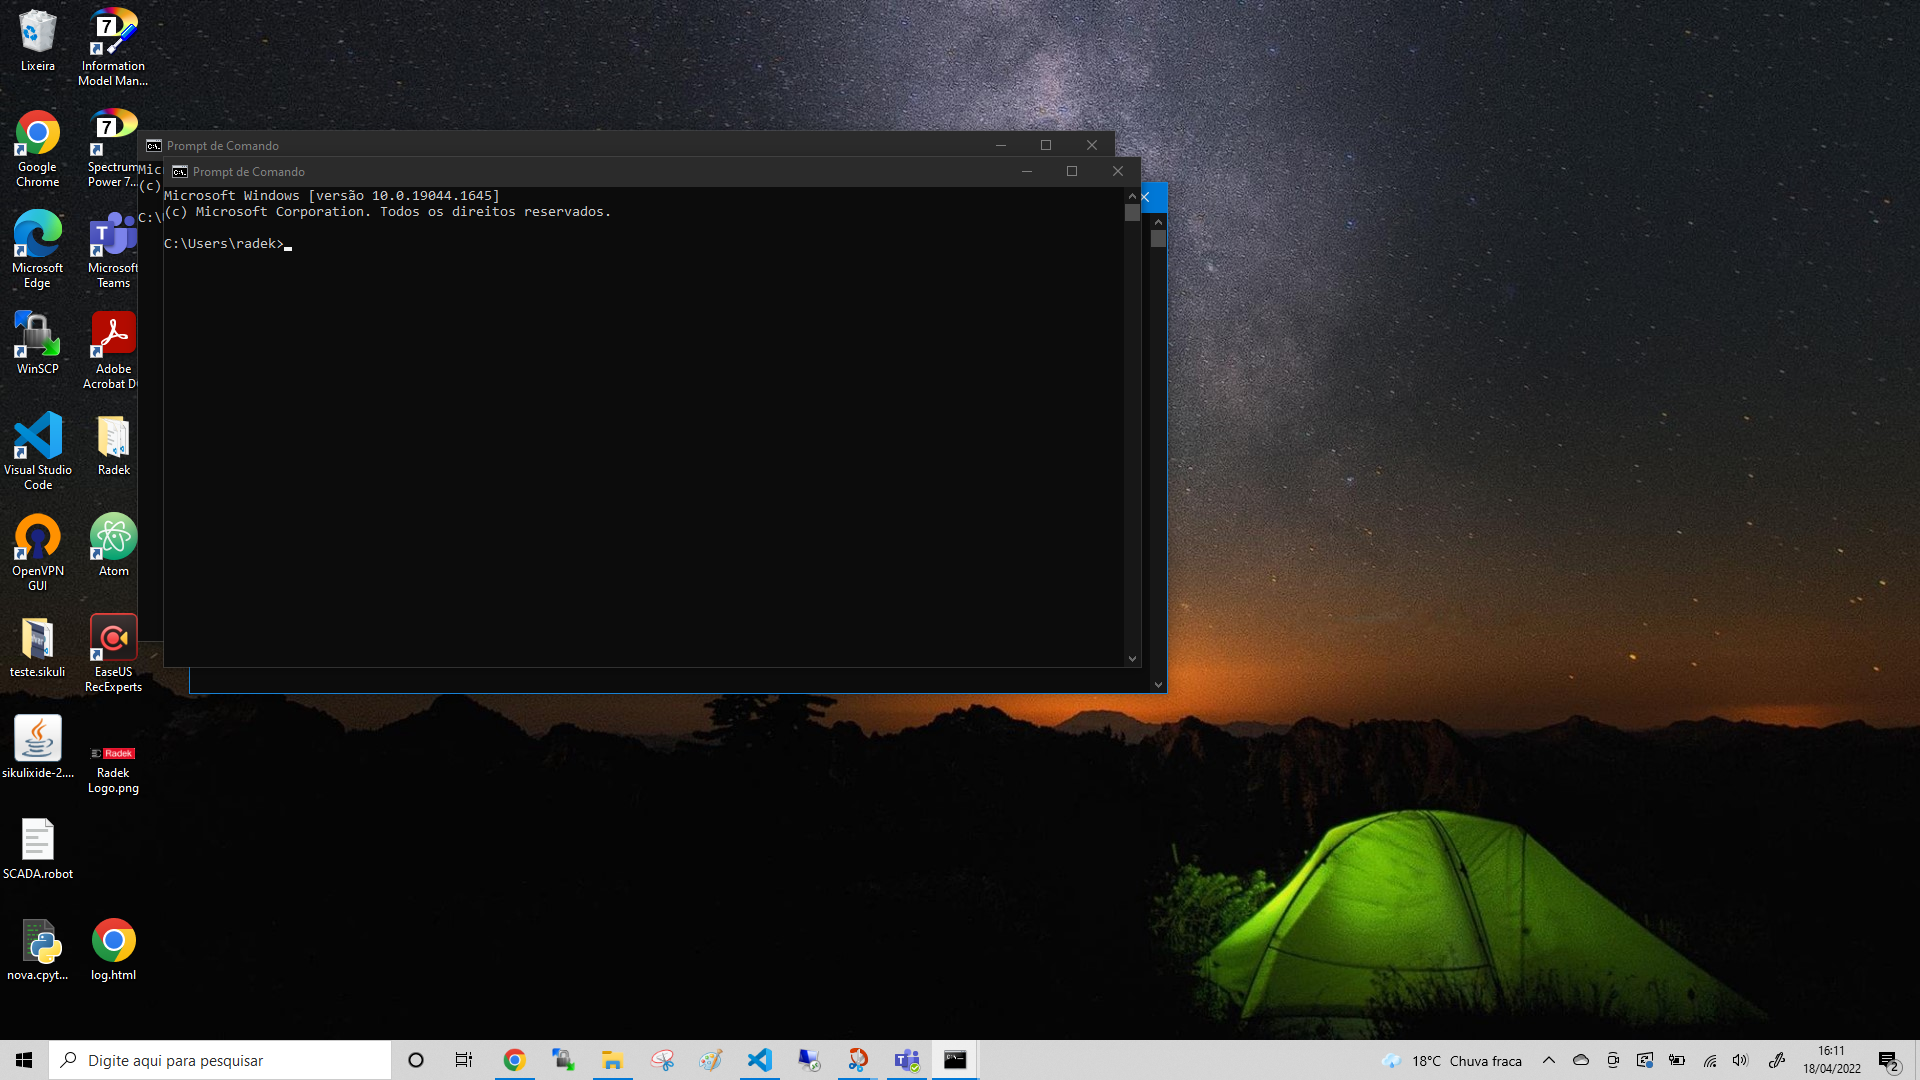 Lixeira
Information
Model Man...
Google
Chrome
Spectrum
Power 7...
Microsoft
Edge
Microsoft
Teams
WinSCP
Adobe
Acrobat D
Visual Studio
Code
Radek
OpenVPN
GUI
Atom
teste.sikuli
EaseUS
RecExperts
sikulixide-2....
Radek
Radek
Logo.png
SCADA.robot
nova.cpyt...
log.html
Prompt de Comando
Mic
(c)
C:\
Prompt de Comando
Microsoft Windows [versão 10.0.19044.1645]
(c) Microsoft Corporation. Todos os direitos reservados.
C:\Users\radek>
Digite aqui para pesquisar
18°C Chuva fraca
16:11
18/04/2022
2